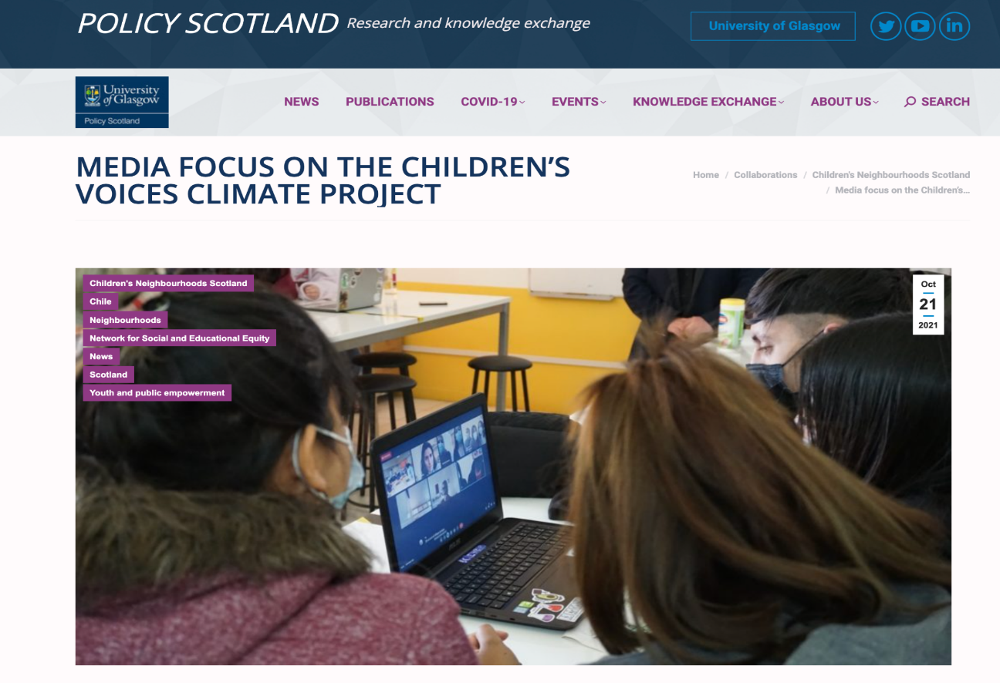 POLICY SCOTLAND Research and knowledge exchange
University of Glasgow
University
of Glasgow
Policy Scotland
NEWS PUBLICATIONS COVID-19 EVENTS KNOWLEDGE EXCHANGE ABOUT US SEARCH
MEDIA FOCUS ON THE CHILDREN’S
VOICES CLIMATE PROJECT
Home / Collaborations / Children's Neighbourhoods Scotland
/ Media focus on the Children's...
Children's Neighbourhoods Scotland
Chile
Neighbourhoods
Network for Social and Educational Equity
News
Scotland
Youth and public empowerment
Oct
21
2021